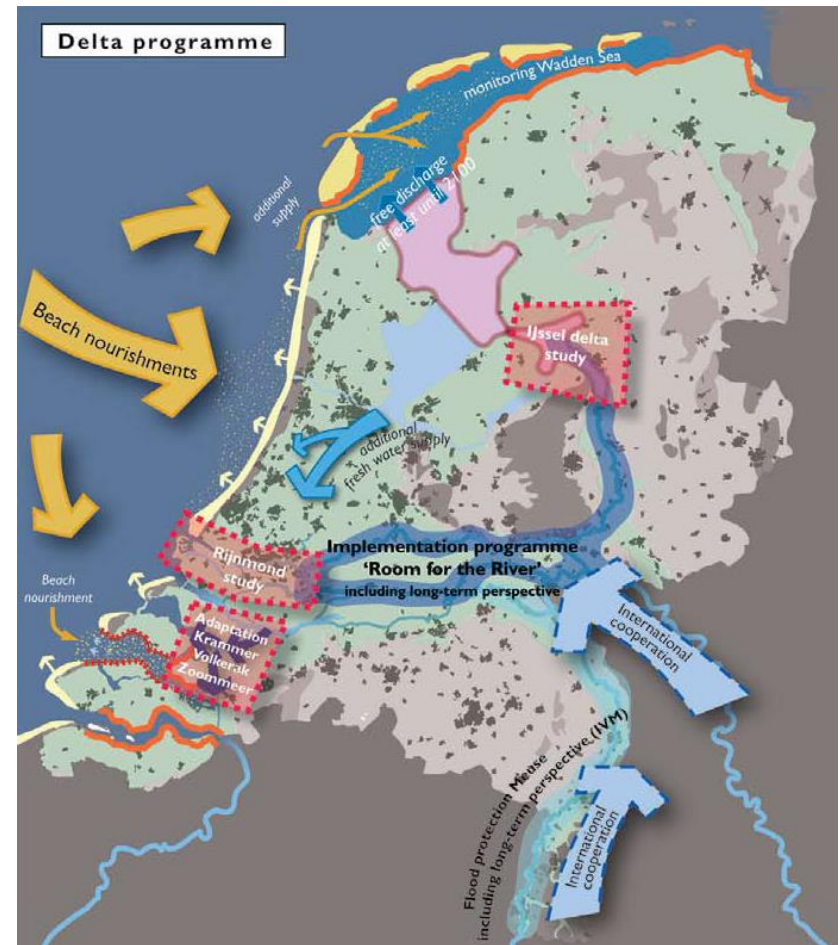 Delta programme
monitoring Wadden Sea
free discharge
at least until 2100
additional
supply
Beach nourishments
IJssel delta
study
additional
fresh water supply
Rijnmond
study
Implementation programme
'Room for the River'
including long-term perspective
Beach
nourishment
Adaptation
Krammer
Volkerak
Zoommeer
International
cooperation
Flood protection Meuse
including long-term perspective (IVM)
International
cooperation